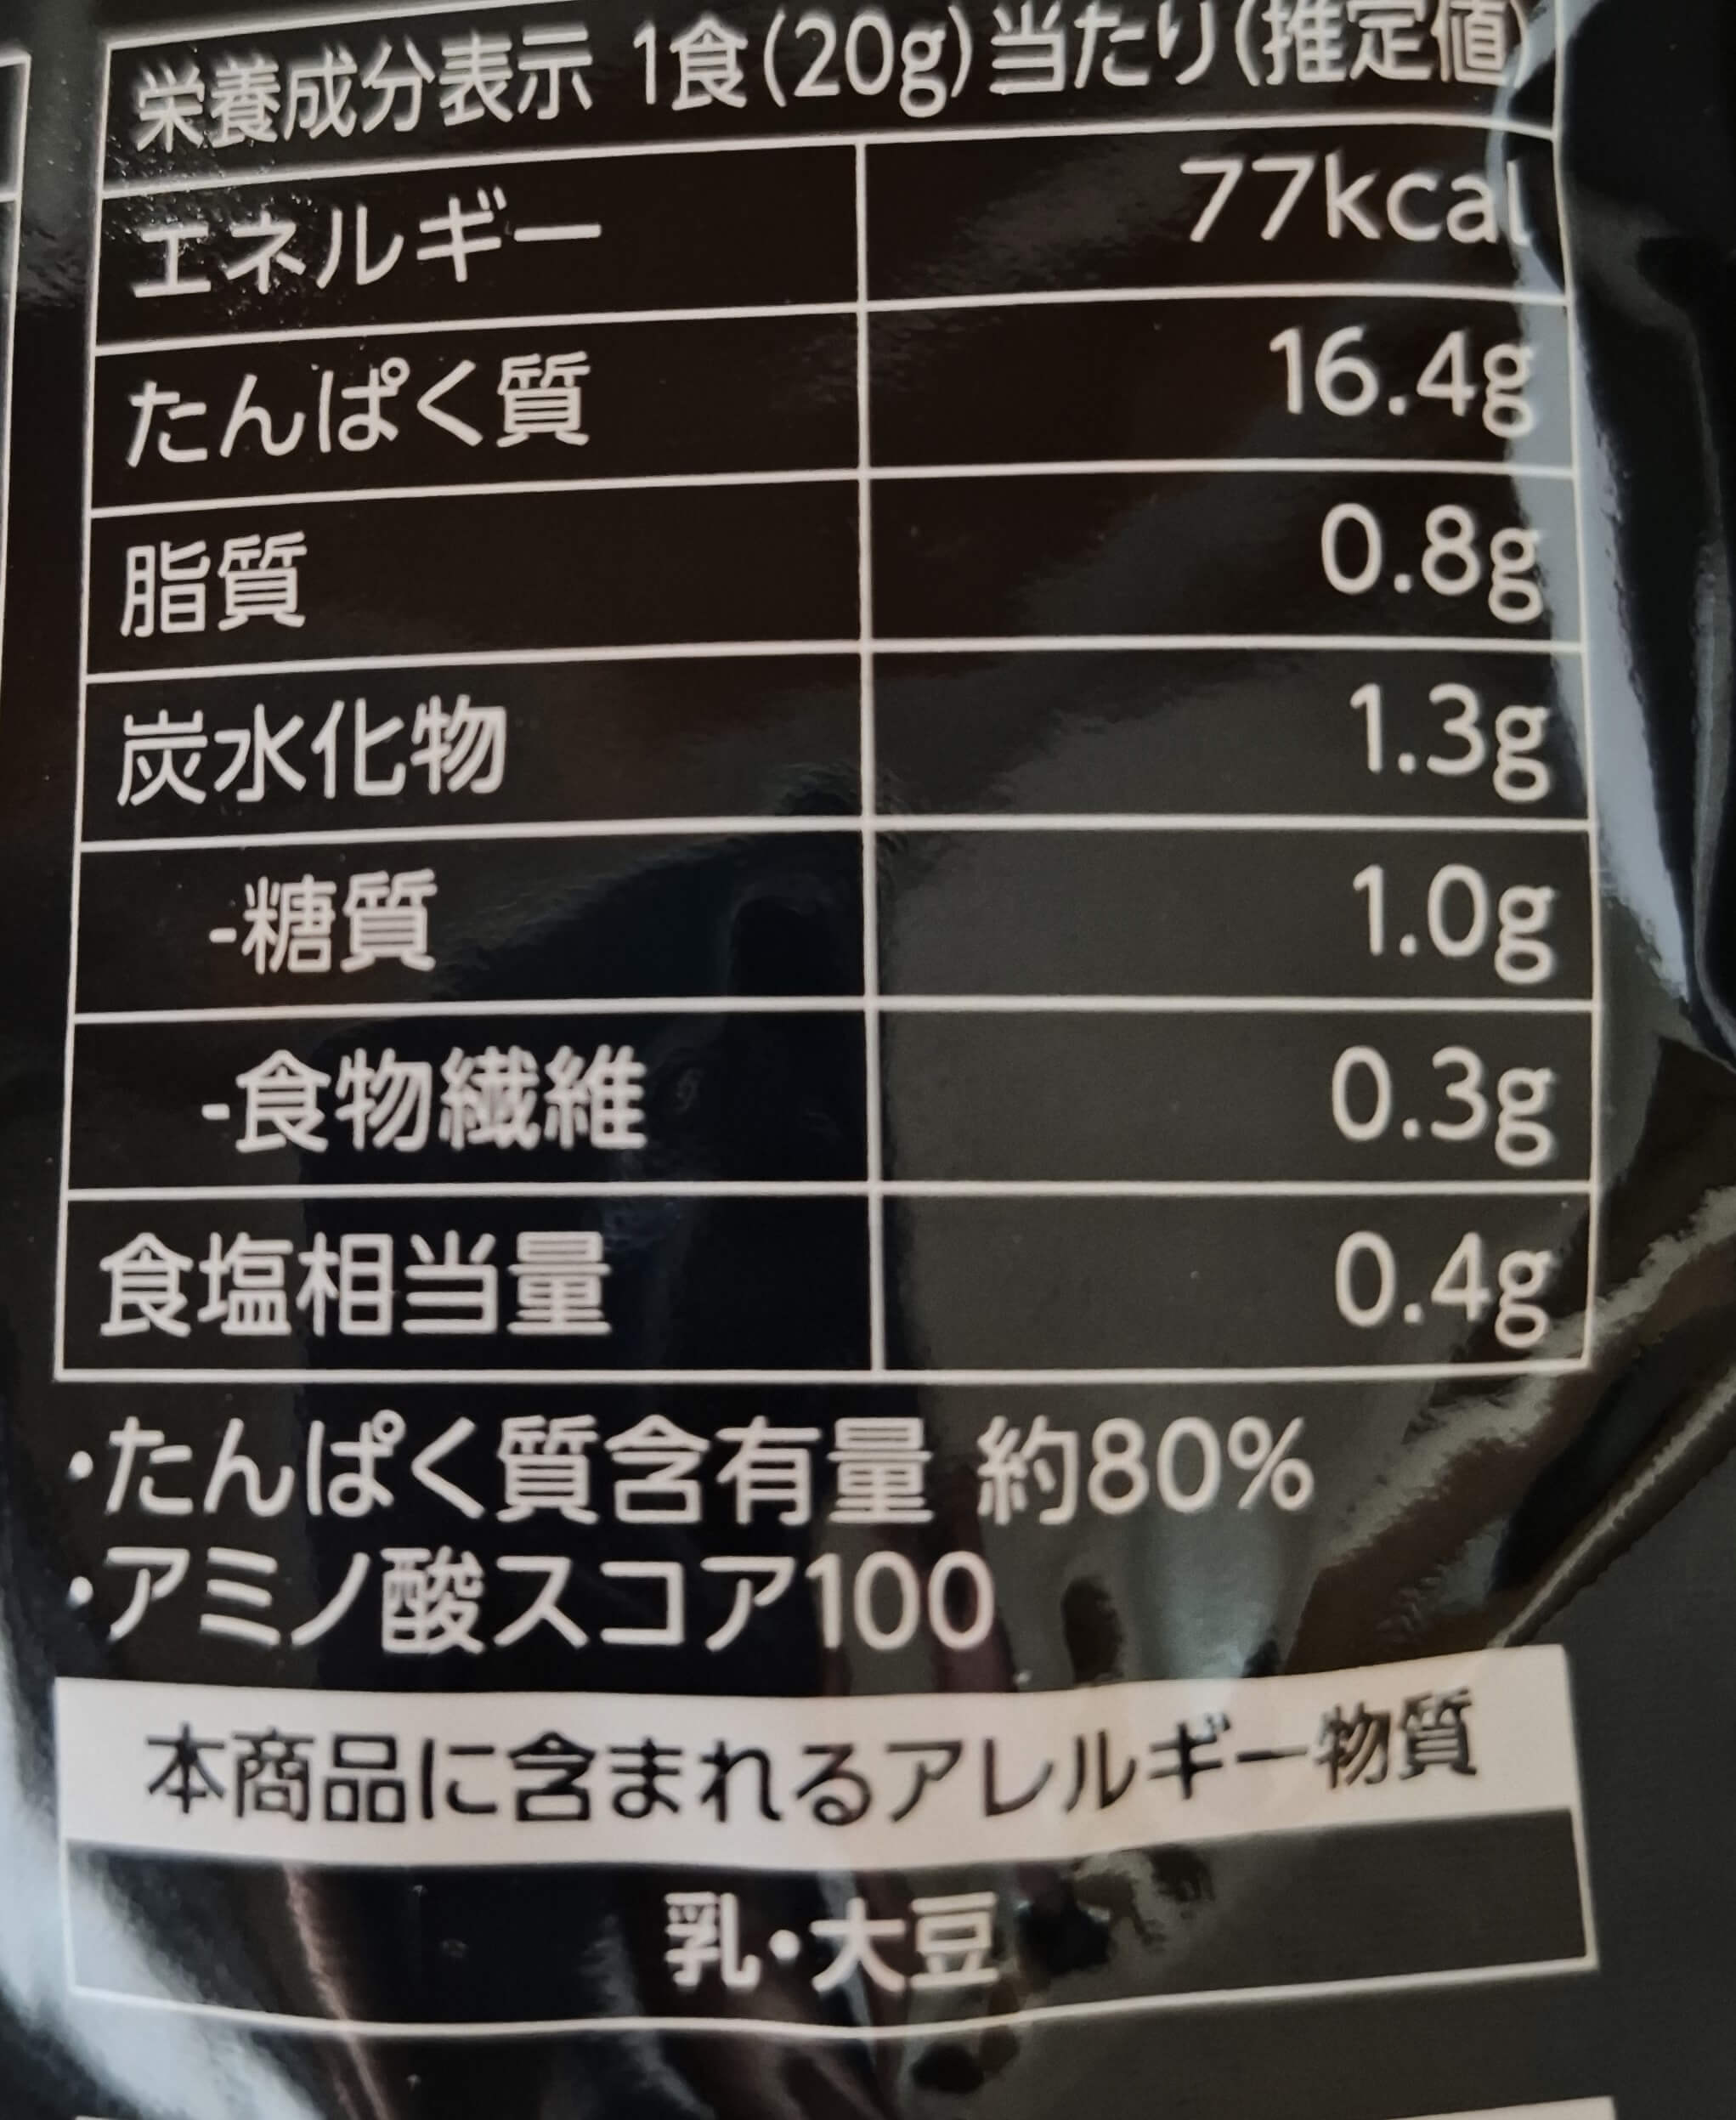 栄養成分表示 1食(20g)当たり(推定値)
エネルギー 77kcal
たんぱく質 16.4g
脂質 0.8g
炭水化物 1.3g
-糖質 1.0g
-食物繊維 0.3g
食塩相当量 0.4g
・たんぱく質含有量 約80%
・アミノ酸スコア100
本商品に含まれるアレルギー物質
乳・大豆